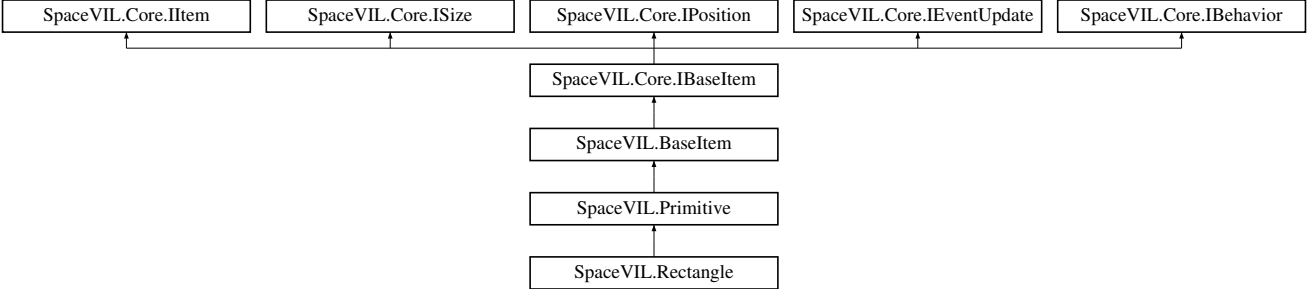 SpaceVIL.Core.IItem
SpaceVIL.Core.ISize
SpaceVIL.Core.IPosition
SpaceVIL.Core.IEventUpdate
SpaceVIL.Core.IBehavior
SpaceVIL.Core.IBaseItem
SpaceVIL.BaseItem
SpaceVIL.Primitive
SpaceVIL.Rectangle